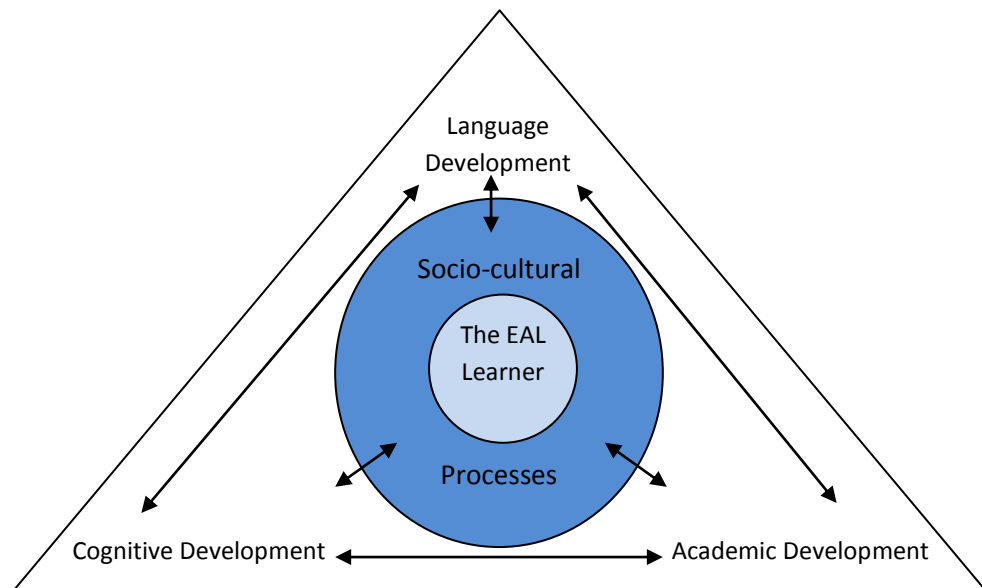 Language
Development
Socio-cultural
The EAL
Learner
Processes
Cognitive Development
Academic Development